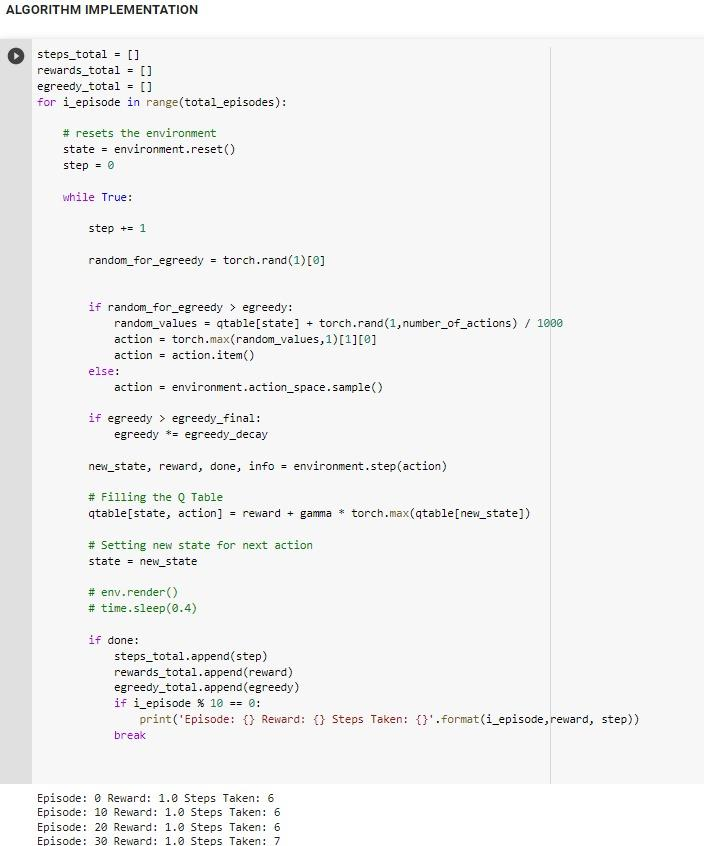 ALGORITHM IMPLEMENTATION
steps_total = []
rewards_total = []
egreedy_total = []
for i_episode in range(total_episodes):
# resets the environment
state = environment.reset()
step = 0
while True:
step += 1
random_for_egreedy = torch.rand(1)[0]
if random_for_egreedy > egreedy:
random_values = qtable[state] + torch.rand(1,number_of_actions) / 1000
action = torch.max(random_values,1)[1][0]
action = action.item()
else:
action = environment.action_space.sample()
if egreedy > egreedy_final:
egreedy *= egreedy_decay
new_state, reward, done, info = environment.step(action)
# Filling the Q Table
qtable[state, action] = reward + gamma * torch.max(qtable[new_state])
# Setting new state for next action
state = new_state
# env.render()
# time.sleep(0.4)
if done:
steps_total.append(step)
rewards_total.append(reward)
egreedy_total.append(egreedy)
if i_episode % 10 == 0:
print('Episode: {} Reward: {} Steps Taken: {}'.format(i_episode,reward, step))
break
Episode: 0 Reward: 1.0 Steps Taken: 6
Episode: 10 Reward: 1.0 Steps Taken: 6
Episode: 20 Reward: 1.0 Steps Taken: 6
Episode: 30 Reward: 1.0 Steps Taken: 7